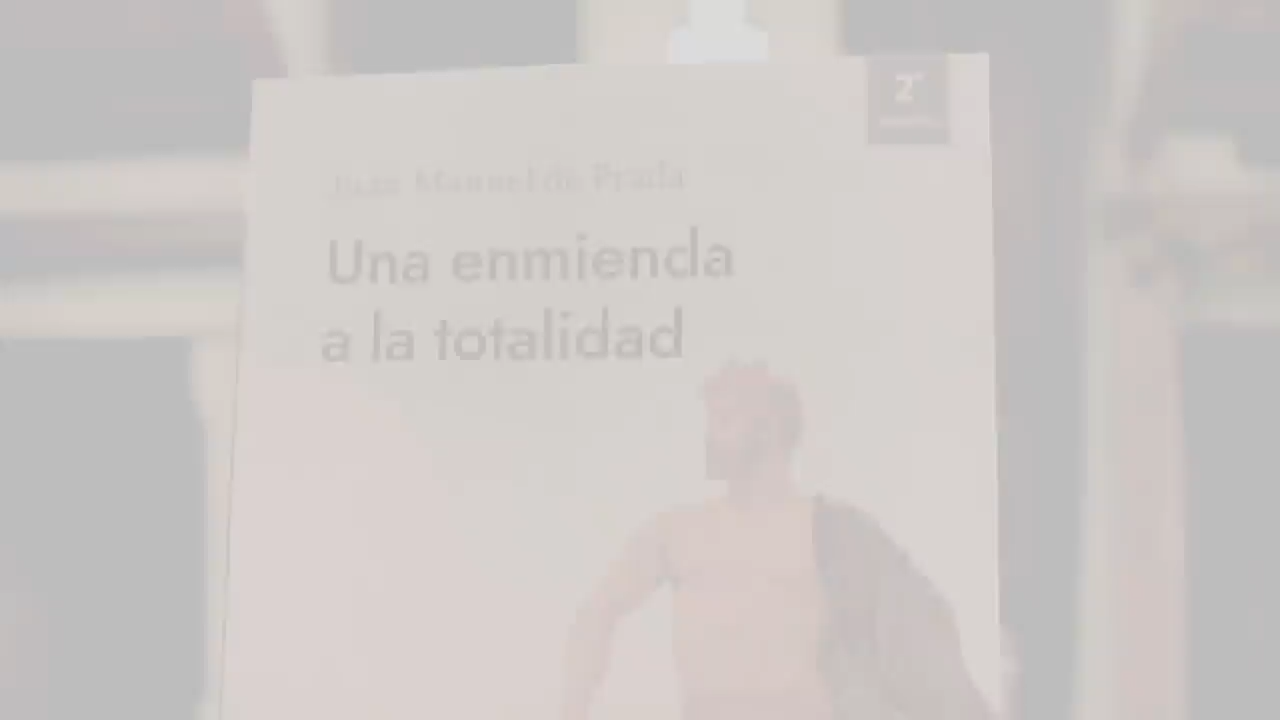 2ª
Juan Manuel de Prada
Una enmienda
a la totalidad